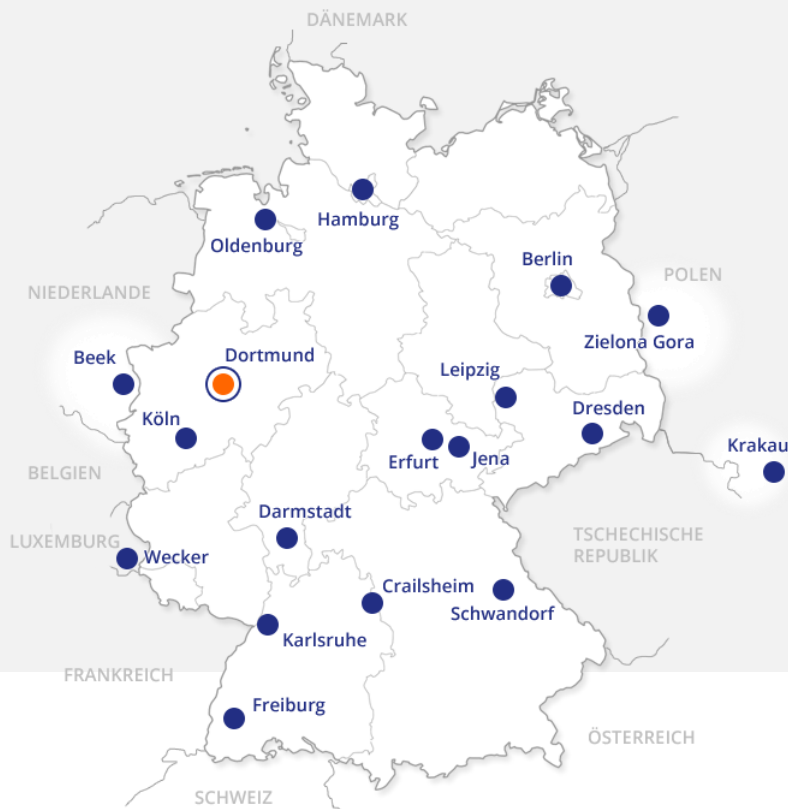 DÄNEMARK
Hamburg
Oldenburg
Berlin
POLEN
NIEDERLANDE
Zielona Gora
Beek
Dortmund
Leipzig
Dresden
Köln
Krakau
Erfurt
Jena
BELGIEN
Darmstadt
TSCHECHISCHE
REPUBLIK
LUXEMBURG
Wecker
Crailsheim
Schwandorf
Karlsruhe
FRANKREICH
Freiburg
ÖSTERREICH
SCHWEIZ